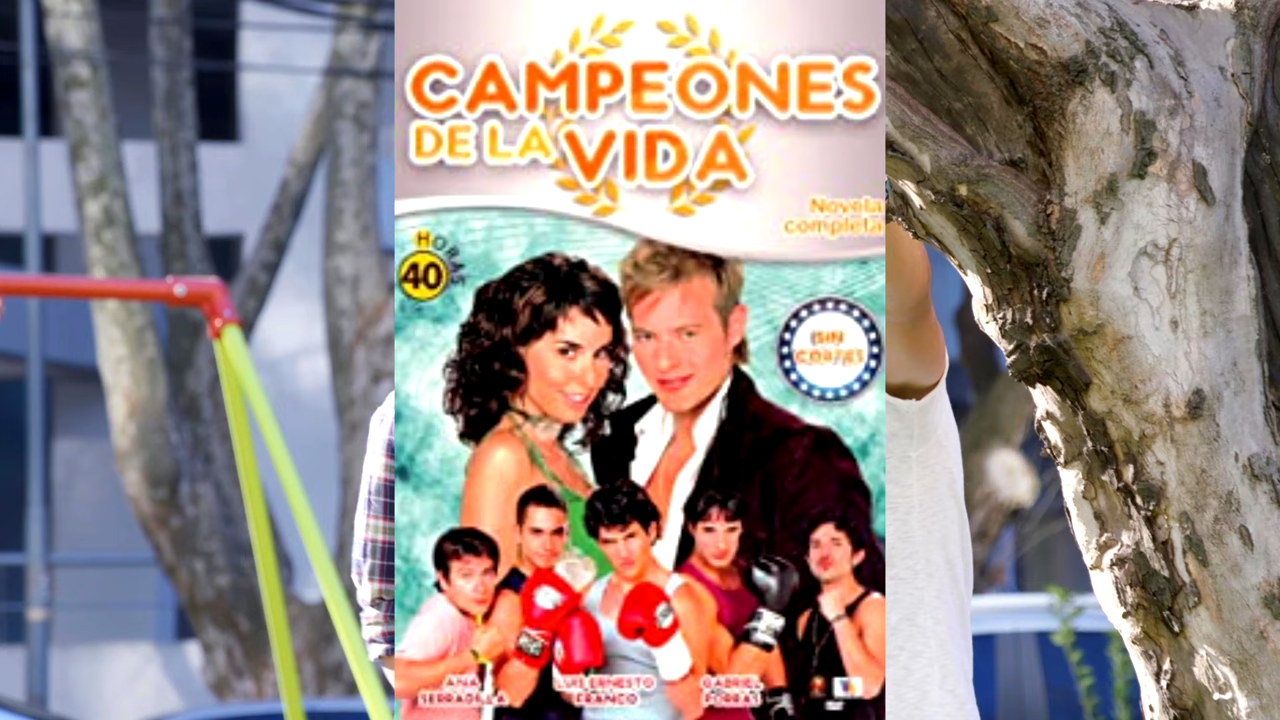 CAMPEONES
DE LA VIDA
Novela
completa
HORAS
40
SIN
CORTES
ANA
SERRADILLA
LUIS ERNESTO
FRANCO
GABRIEL
PORRAS